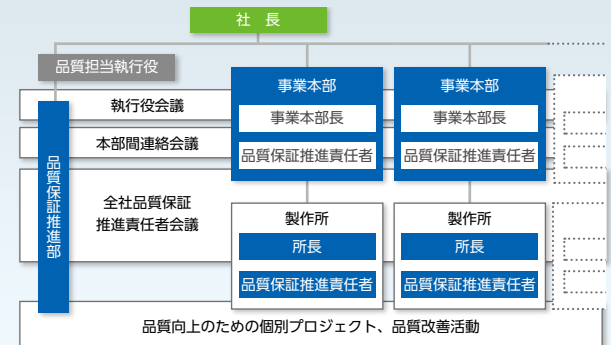 社 長
品質担当執行役
事業本部
事業本部
執行役会議
事業本部長
事業本部長
本部間連絡会議
品質保証推進責任者
品質保証推進責任者
品質保証推進部
全社品質保証
推進責任者会議
製作所
製作所
所長
所長
品質保証推進責任者
品質保証推進責任者
品質向上のための個別プロジェクト、品質改善活動